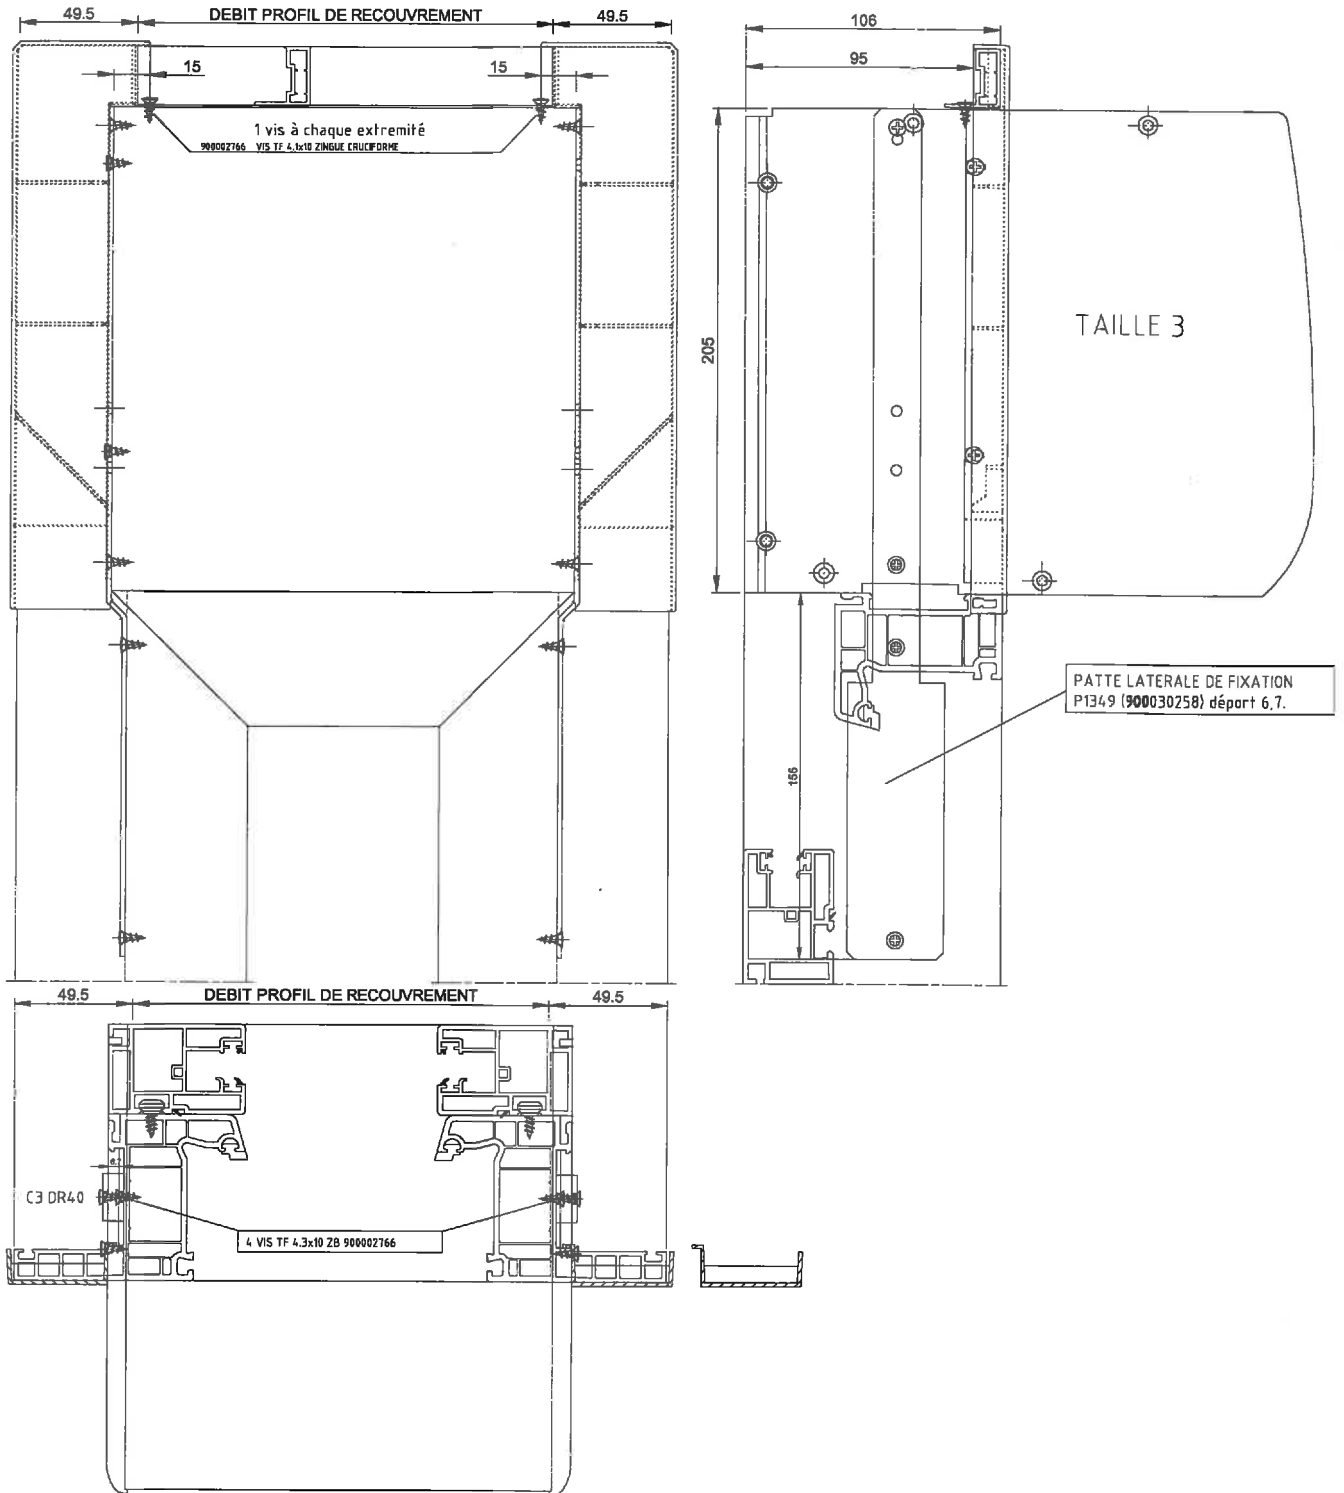 49.5
DEBIT PROFIL DE RECOUVREMENT
49.5
15
15
1 vis à chaque extremité
900002766 VIS TF 4,1x10 ZINGUE CRUCIFORME
106
95
205
TAILLE 3
PATTE LATERALE DE FIXATION
P1349 (900030258) départ 6,7.
155
49.5
DEBIT PROFIL DE RECOUVREMENT
49.5
6,7
C3 DR40
4 VIS TF 4.3x10 ZB 900002766